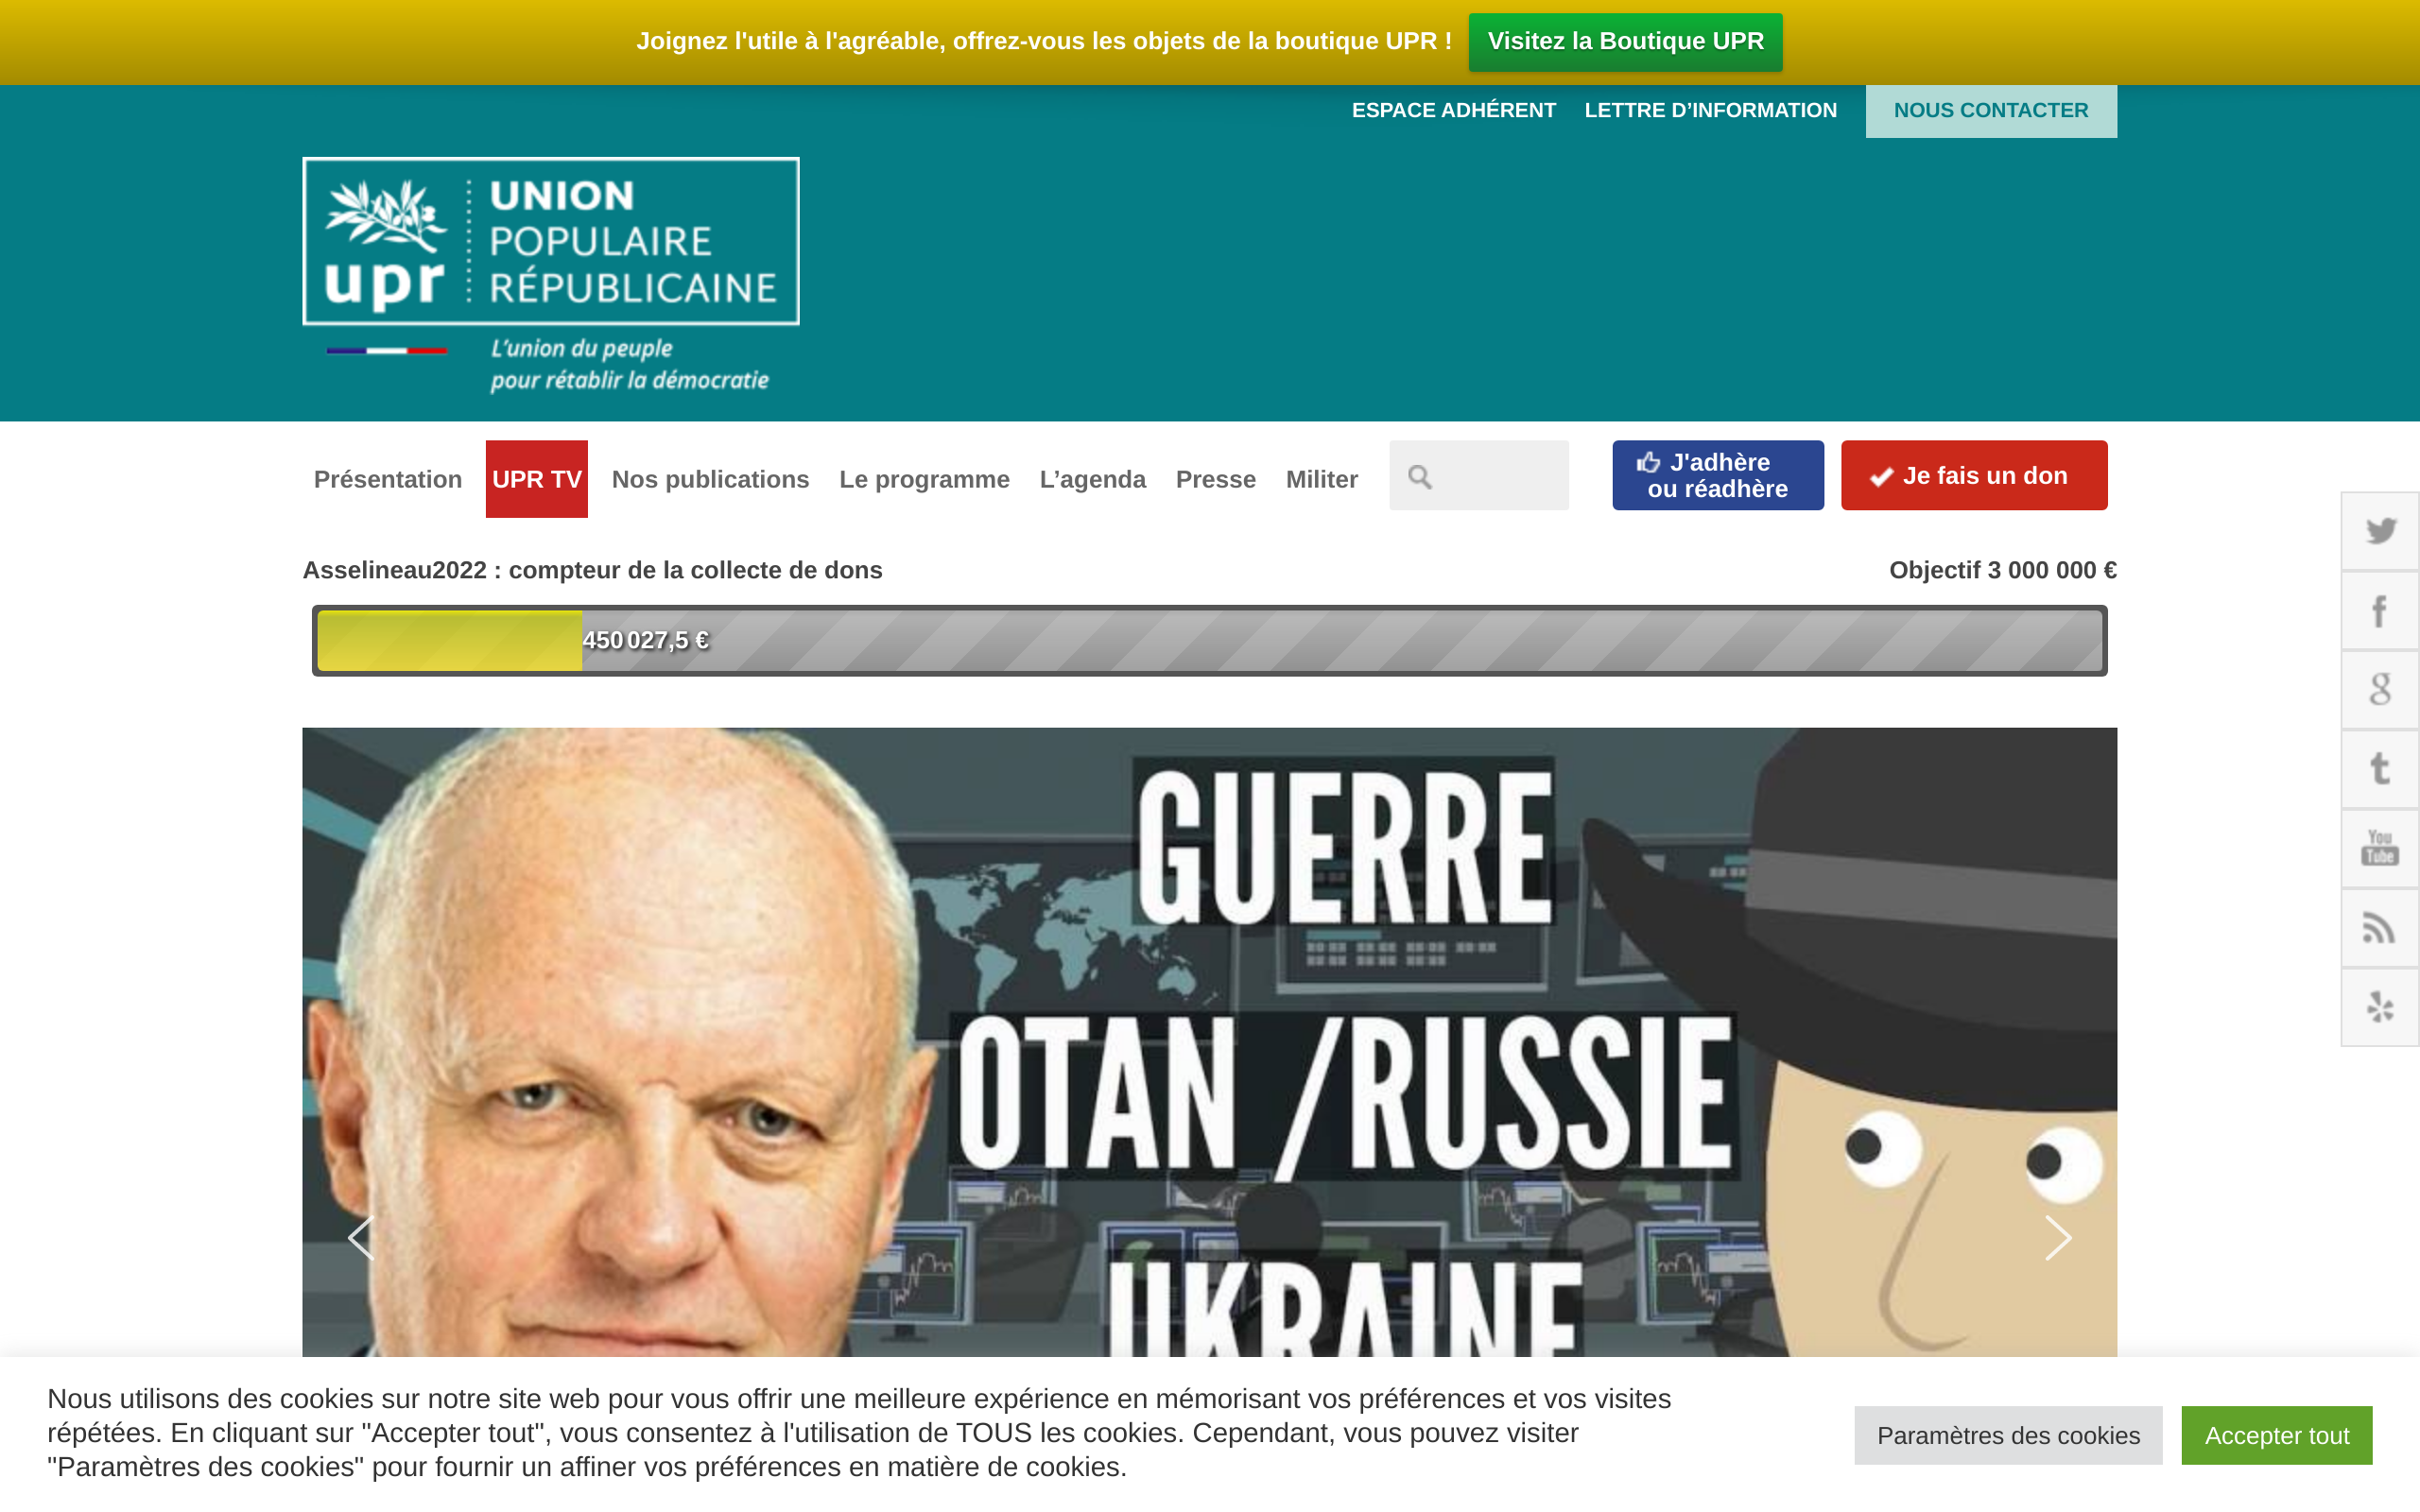 Joignez l'utile à l'agréable, offrez-vous les objets de la boutique UPR !
Visitez la Boutique UPR
ESPACE ADHÉRENT
LETTRE D’INFORMATION
NOUS CONTACTER
upr
UNION
POPULAIRE
RÉPUBLICAINE
L’union du peuple
pour rétablir la démocratie
Présentation
UPR TV
Nos publications
Le programme
L’agenda
Presse
Militer
J'adhère
ou réadhère
Je fais un don
Asselineau2022 : compteur de la collecte de dons
Objectif 3 000 000 €
450 027,5 €
GUERRE
OTAN /RUSSIE
UKRAINE
You
Tube
Nous utilisons des cookies sur notre site web pour vous offrir une meilleure expérience en mémorisant vos préférences et vos visites
répétées. En cliquant sur "Accepter tout", vous consentez à l'utilisation de TOUS les cookies. Cependant, vous pouvez visiter
"Paramètres des cookies" pour fournir un affiner vos préférences en matière de cookies.
Paramètres des cookies
Accepter tout